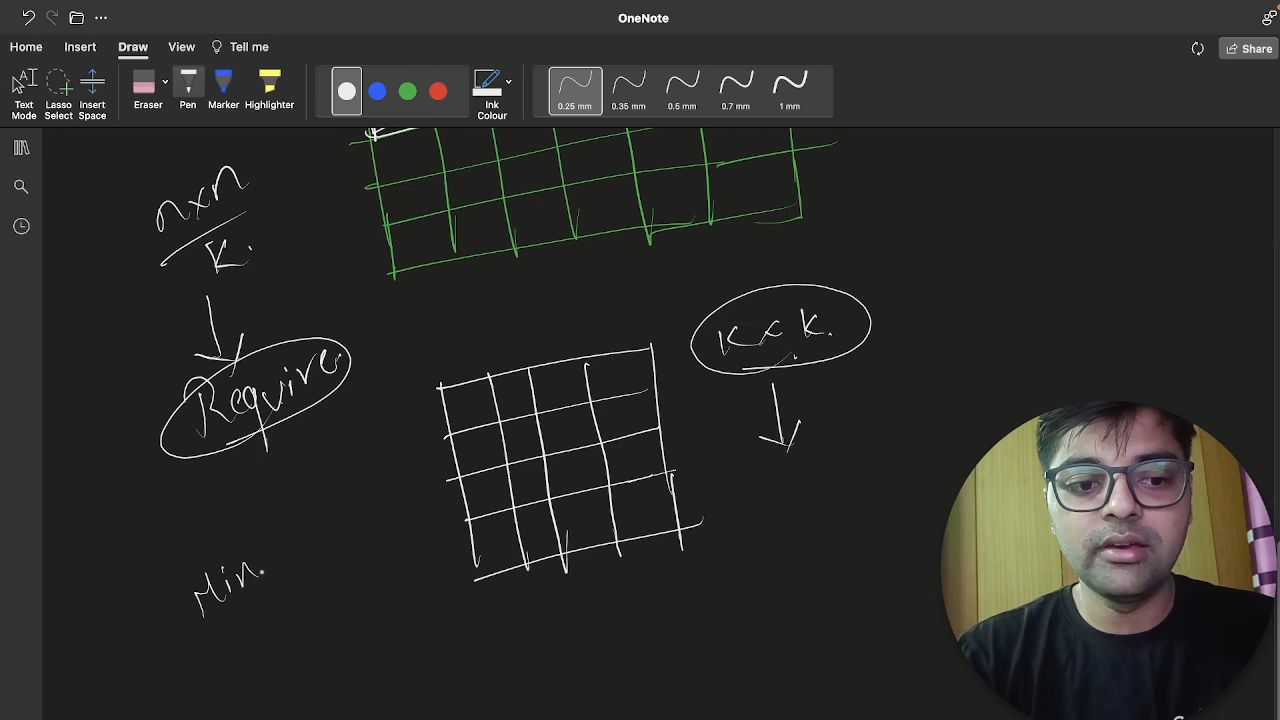 OneNote
Home Insert Draw View Tell me
Share
Text Mode
Lasso Select
Insert Space
Eraser
Pen
Marker
Highlighter
Ink Colour
0.25 mm
0.35 mm
0.5 mm
0.7 mm
1 mm
n×n
K.
K × K.
Require.
Min.